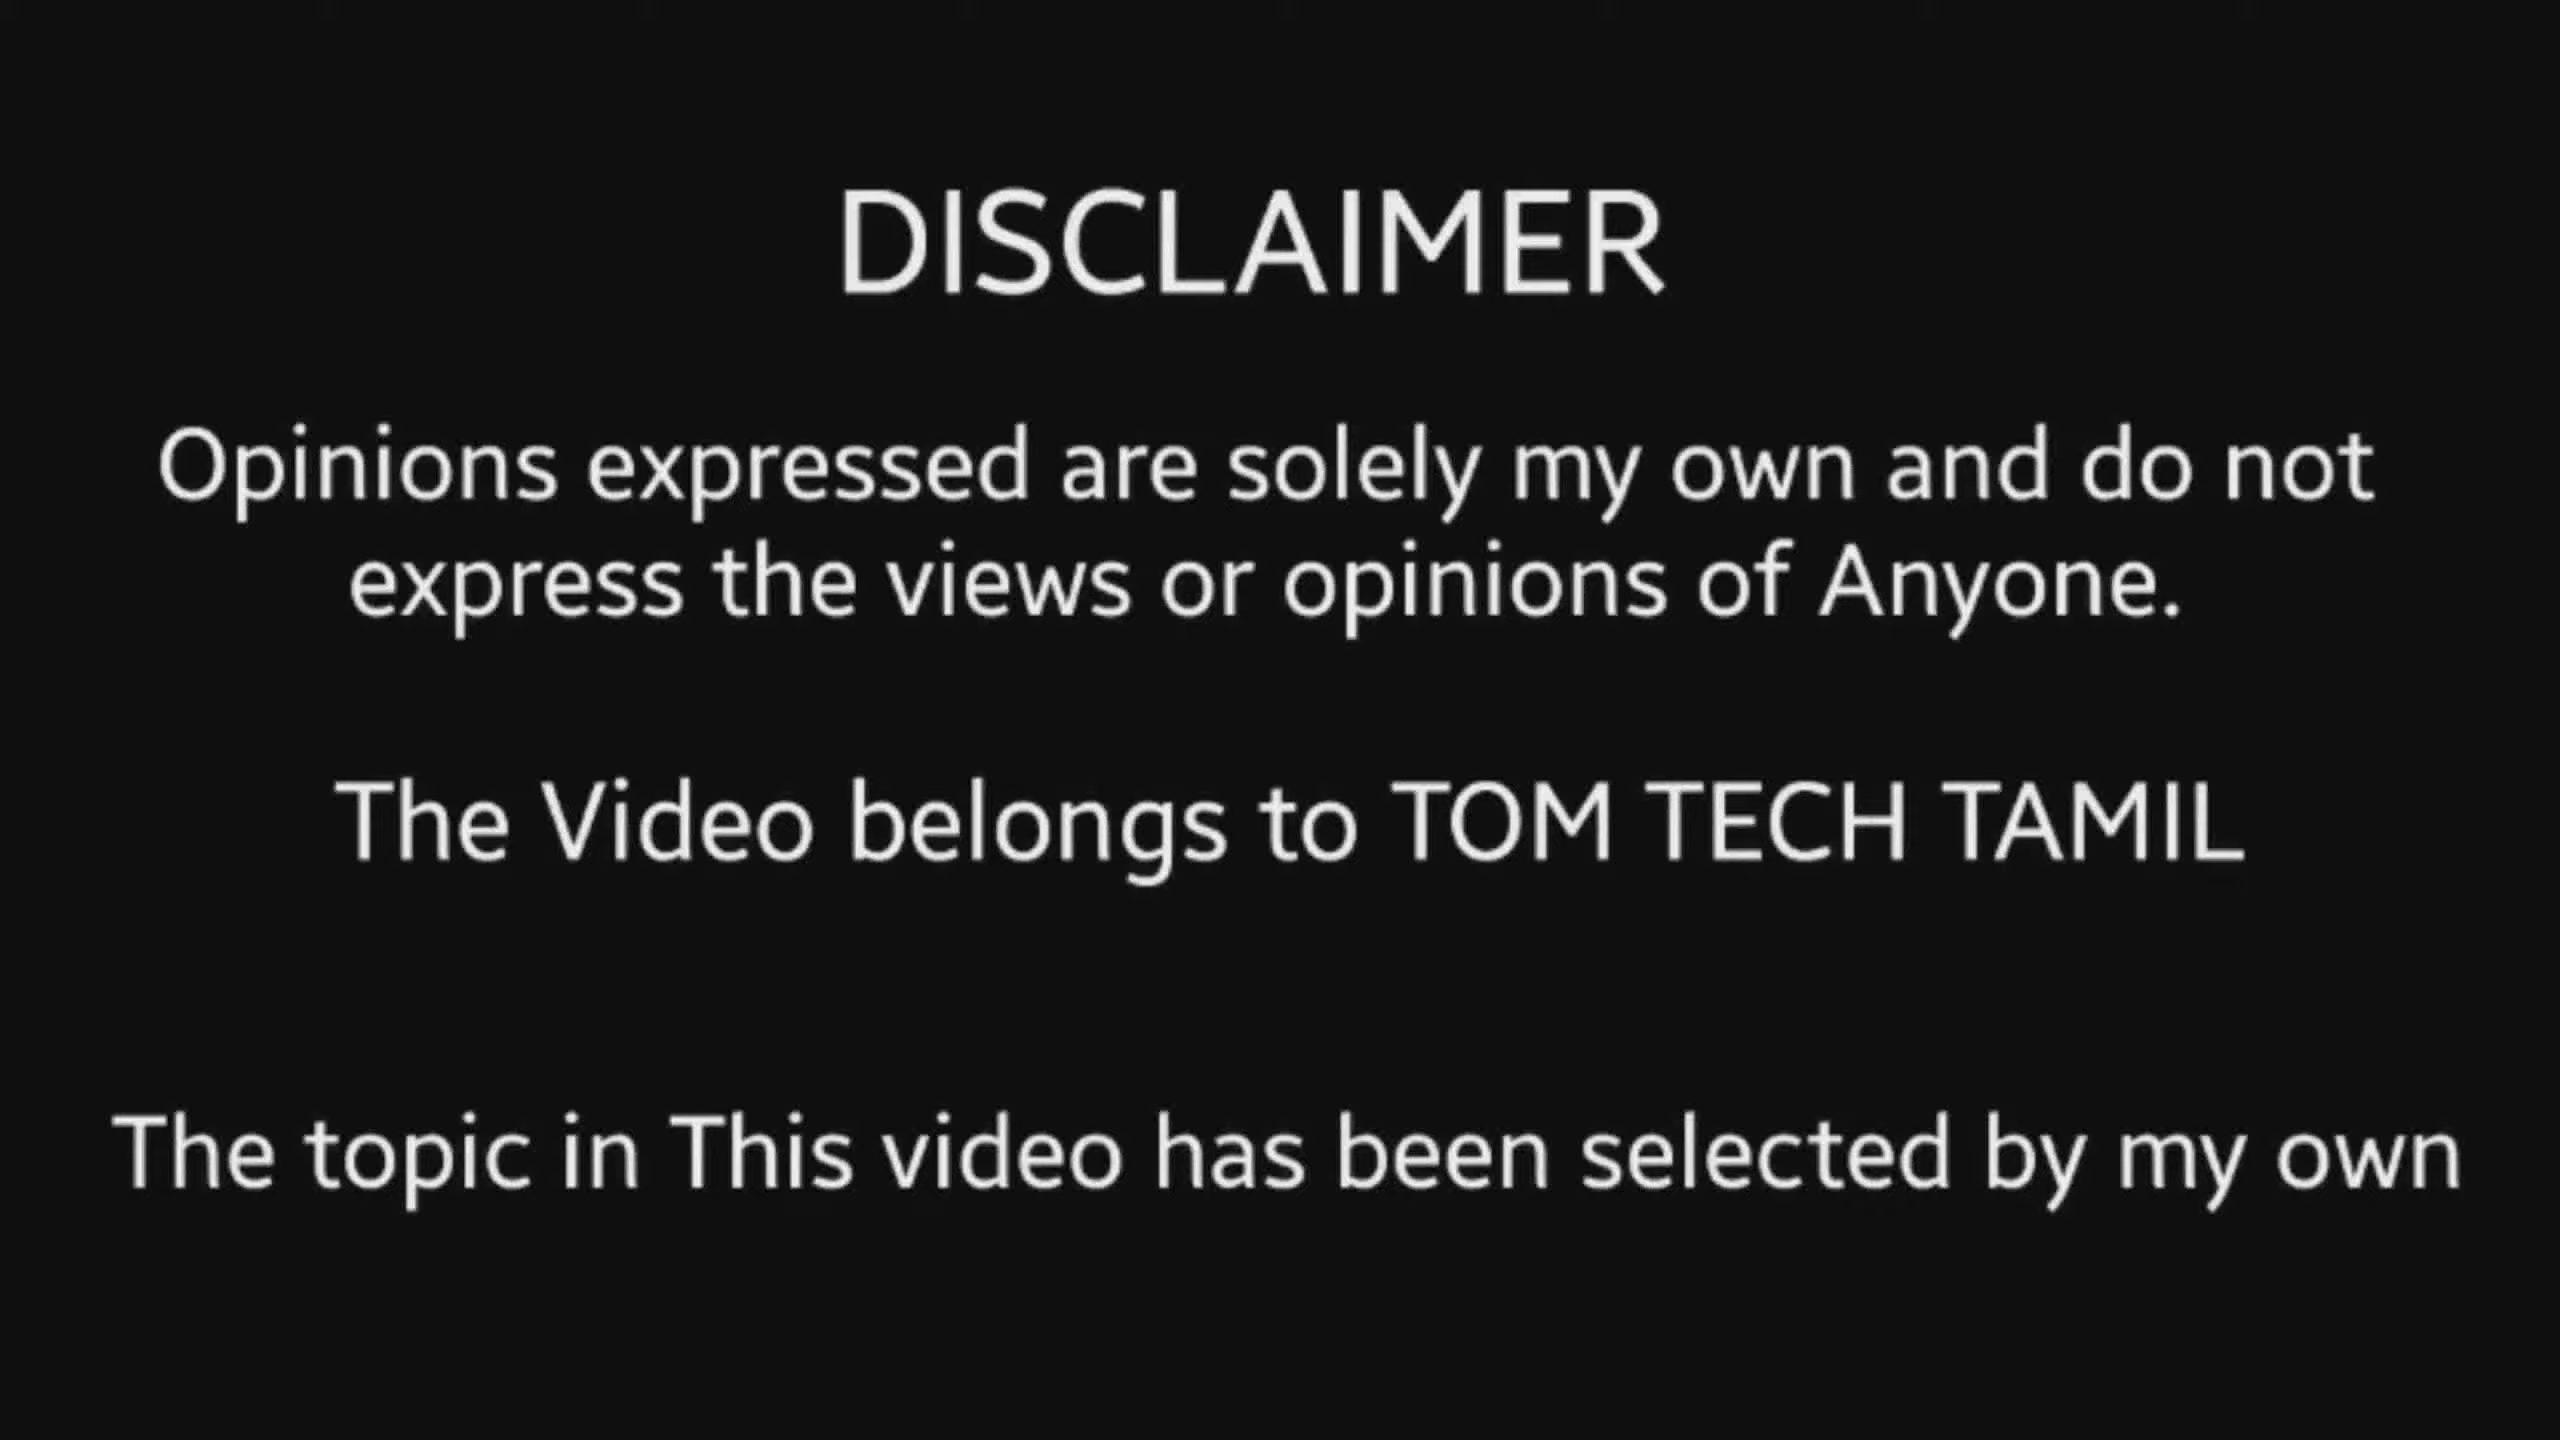 DISCLAIMER
Opinions expressed are solely my own and do not
express the views or opinions of Anyone.
The Video belongs to TOM TECH TAMIL
The topic in This video has been selected by my own